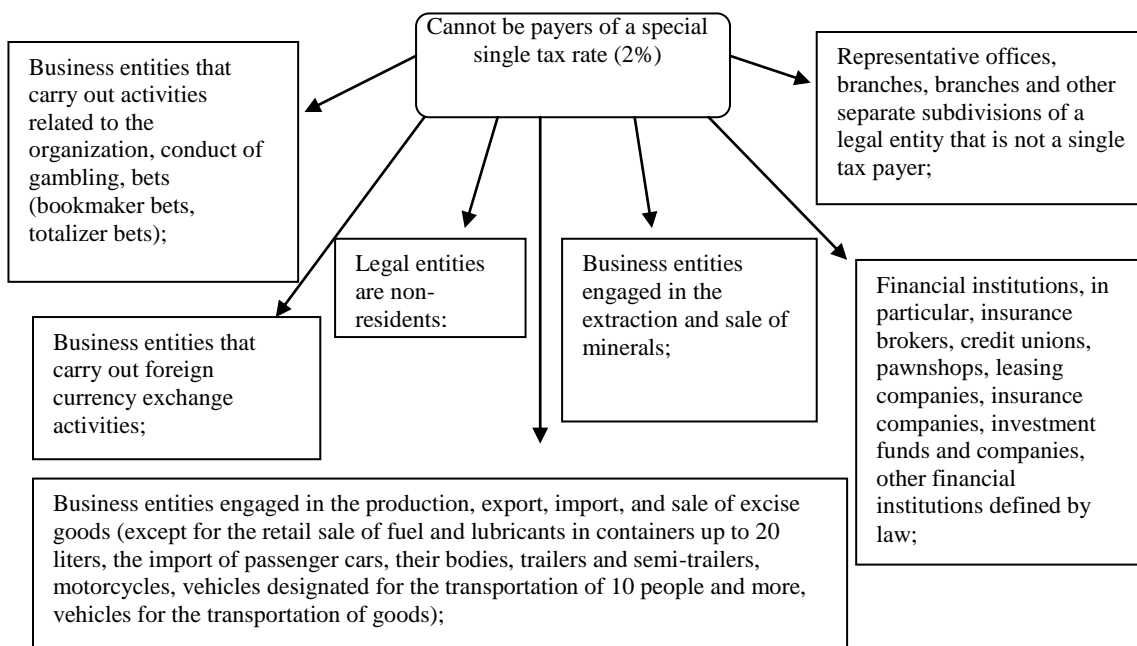 Cannot be payers of a special
single tax rate (2%)
Business entities that
carry out activities
related to the
organization, conduct of
gambling, bets
(bookmaker bets,
totalizer bets);
Representative offices,
branches, branches and other
separate subdivisions of a
legal entity that is not a single
tax payer;
Legal entities
are non-
residents:
Business entities
engaged in the
extraction and sale of
minerals;
Financial institutions, in
particular, insurance
brokers, credit unions,
pawnshops, leasing
companies, insurance
companies, investment
funds and companies,
other financial
institutions defined by
law;
Business entities that
carry out foreign
currency exchange
activities;
Business entities engaged in the production, export, import, and sale of excise
goods (except for the retail sale of fuel and lubricants in containers up to 20
liters, the import of passenger cars, their bodies, trailers and semi-trailers,
motorcycles, vehicles designated for the transportation of 10 people and more,
vehicles for the transportation of goods);